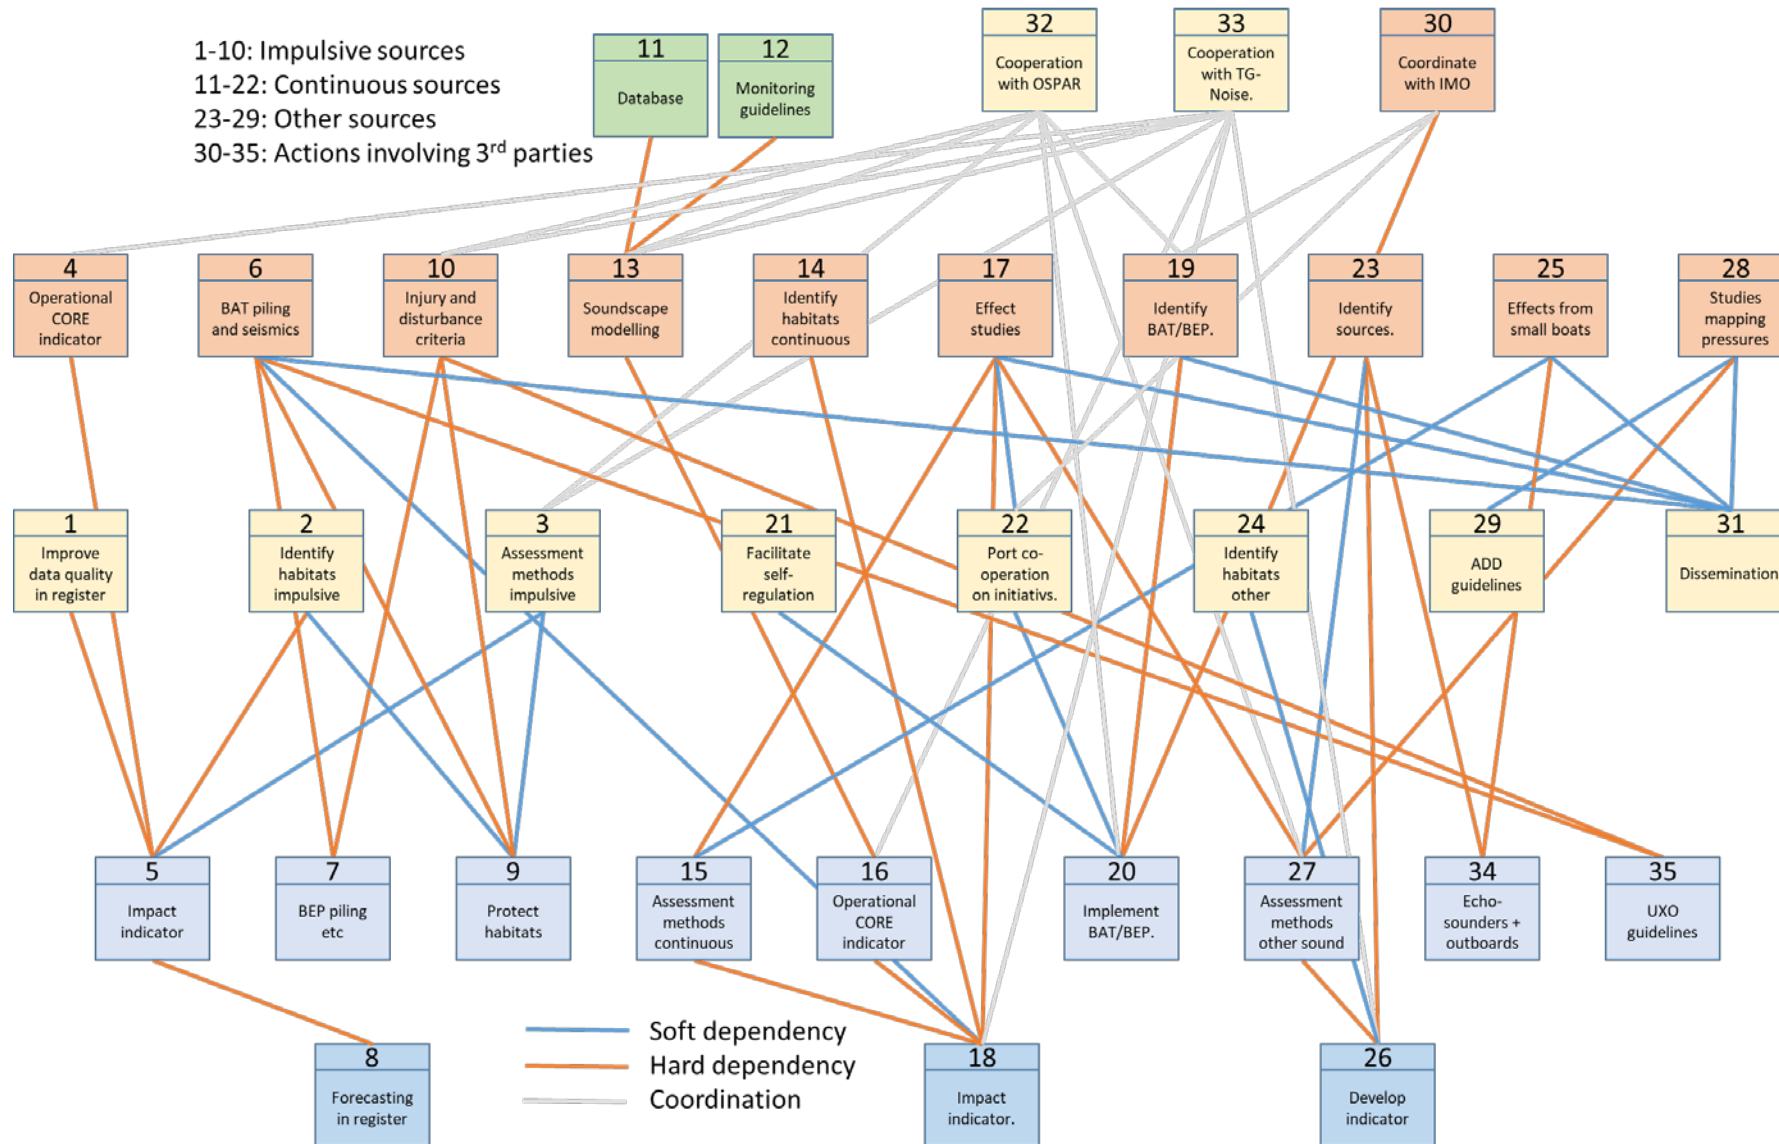 1-10: Impulsive sources
11-22: Continuous sources
23-29: Other sources
30-35: Actions involving 3rd parties
11
Database
12
Monitoring
guidelines
32
Cooperation
with OSPAR
33
Cooperation
with TG-
Noise.
30
Coordinate
with IMO
4
Operational
CORE
indicator
6
BAT piling
and seismics
10
Injury and
disturbance
criteria
13
Soundscape
modelling
14
Identify
habitats
continuous
17
Effect
studies
19
Identify
BAT/BEP.
23
Identify
sources.
25
Effects from
small boats
28
Studies
mapping
pressures
1
Improve
data quality
in register
2
Identify
habitats
impulsive
3
Assessment
methods
impulsive
21
Facilitate
self-
regulation
22
Port co-
operation
on initiativs.
24
Identify
habitats
other
29
ADD
guidelines
31
Dissemination
5
Impact
indicator
7
BEP piling
etc
9
Protect
habitats
15
Assessment
methods
continuous
16
Operational
CORE
indicator
20
Implement
BAT/BEP.
27
Assessment
methods
other sound
34
Echo-
sounders +
outboards
35
UXO
guidelines
8
Forecasting
in register
Soft dependency
Hard dependency
Coordination
18
Impact
indicator.
26
Develop
indicator